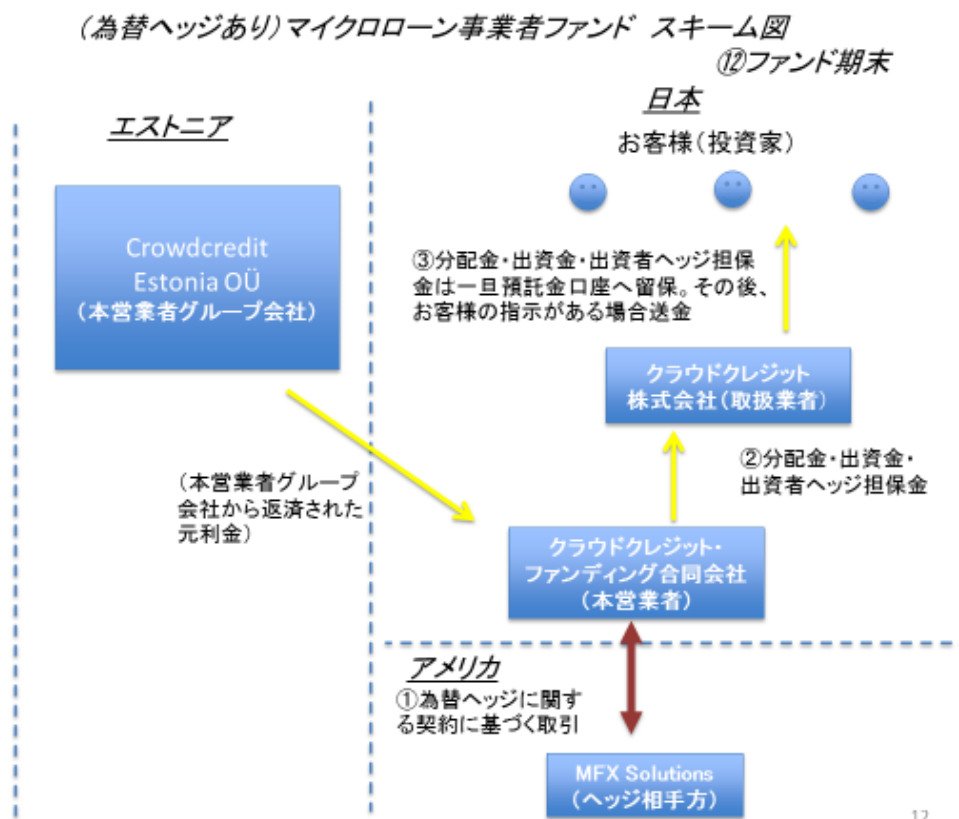 (為替ヘッジあり)マイクロローン事業者ファンド スキーム図
⑫ファンド期末
エストニア
日本
お客様(投資家)
Crowdcredit
Estonia OÜ
(本営業者グループ会社)
③分配金・出資金・出資者ヘッジ担保
金は一旦預託金口座へ留保。その後、
お客様の指示がある場合送金
クラウドクレジット
株式会社(取扱業者)
②分配金・出資金・
出資者ヘッジ担保金
(本営業者グループ
会社から返済された
元利金)
クラウドクレジット・
ファンディング合同会社
(本営業者)
アメリカ
①為替ヘッジに関す
る契約に基づく取引
MFX Solutions
(ヘッジ相手方)
12